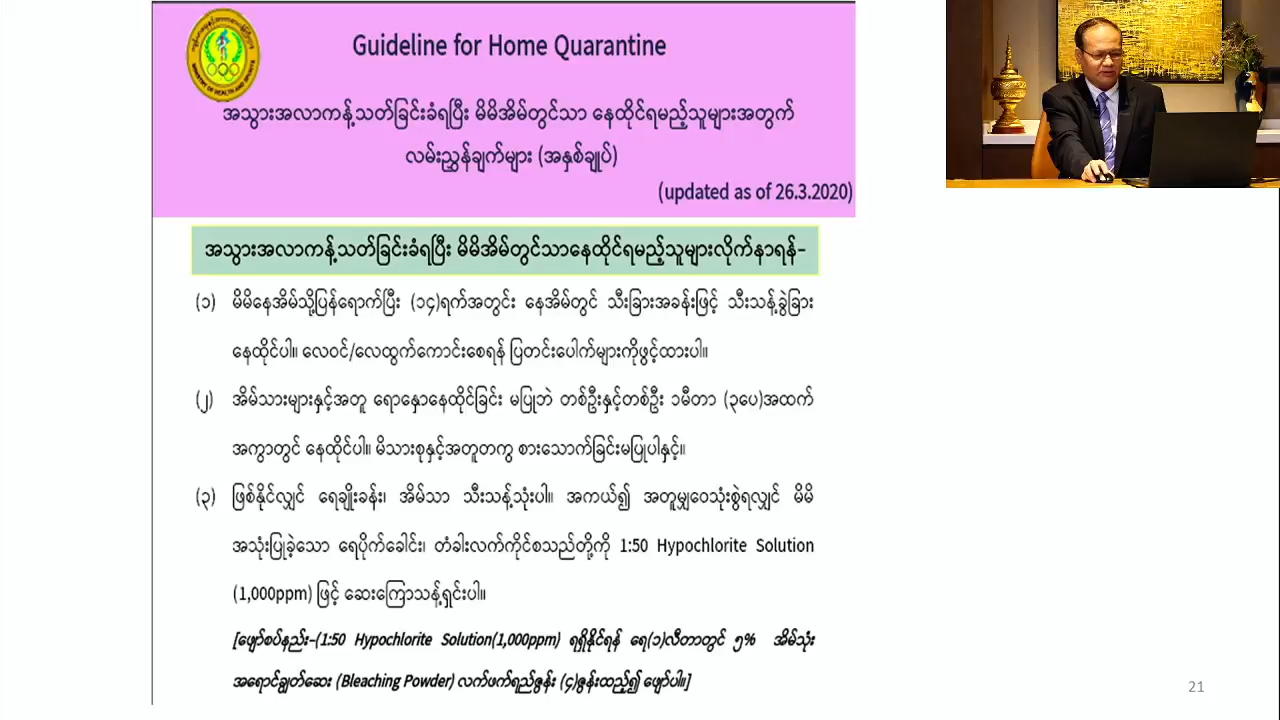 Guideline for Home Quarantine
အသွားအလာကန့်သတ်ခြင်းခံရပြီး မိမိအိမ်တွင်သာ နေထိုင်ရမည့်သူများအတွက်
လမ်းညွှန်ချက်များ (အနှစ်ချုပ်)
(updated as of 26.3.2020)
အသွားအလာကန့်သတ်ခြင်းခံရပြီး မိမိအိမ်တွင်သာနေထိုင်ရမည့်သူများလိုက်နာရန်-
(၁) မိမိနေအိမ်သို့ပြန်ရောက်ပြီး (၁၄)ရက်အတွင်း နေအိမ်တွင် သီးခြားအခန်းဖြင့် သီးသန့်ခွဲခြား
နေထိုင်ပါ။ လေဝင်/လေထွက်ကောင်းစေရန် ပြတင်းပေါက်များကိုဖွင့်ထားပါ။
(၂) အိမ်သားများနှင့်အတူ ရောနှောနေထိုင်ခြင်း မပြုဘဲ တစ်ဦးနှင့်တစ်ဦး ၁မီတာ (၃ပေ)အထက်
အကွာတွင် နေထိုင်ပါ။ မိသားစုနှင့်အတူတကွ စားသောက်ခြင်းမပြုပါနှင့်။
(၃) ဖြစ်နိုင်လျှင် ရေချိုးခန်း၊ အိမ်သာ သီးသန့်သုံးပါ။ အကယ်၍ အတူမျှဝေသုံးစွဲရလျှင် မိမိ
အသုံးပြုခဲ့သော ရေပိုက်ခေါင်း၊ တံခါးလက်ကိုင်စသည်တို့ကို 1:50 Hypochlorite Solution
(1,000ppm) ဖြင့် ဆေးကြောသန့်ရှင်းပါ။
[ဖျော်စပ်နည်း-(1:50 Hypochlorite Solution(1,000ppm) ရရှိနိုင်ရန် ရေ(၁)လီတာတွင် ၅% အိမ်သုံး
အရောင်ချွတ်ဆေး (Bleaching Powder) လက်ဖက်ရည်ဇွန်း (၄)ဇွန်းထည့်၍ ဖျော်ပါ။]
21